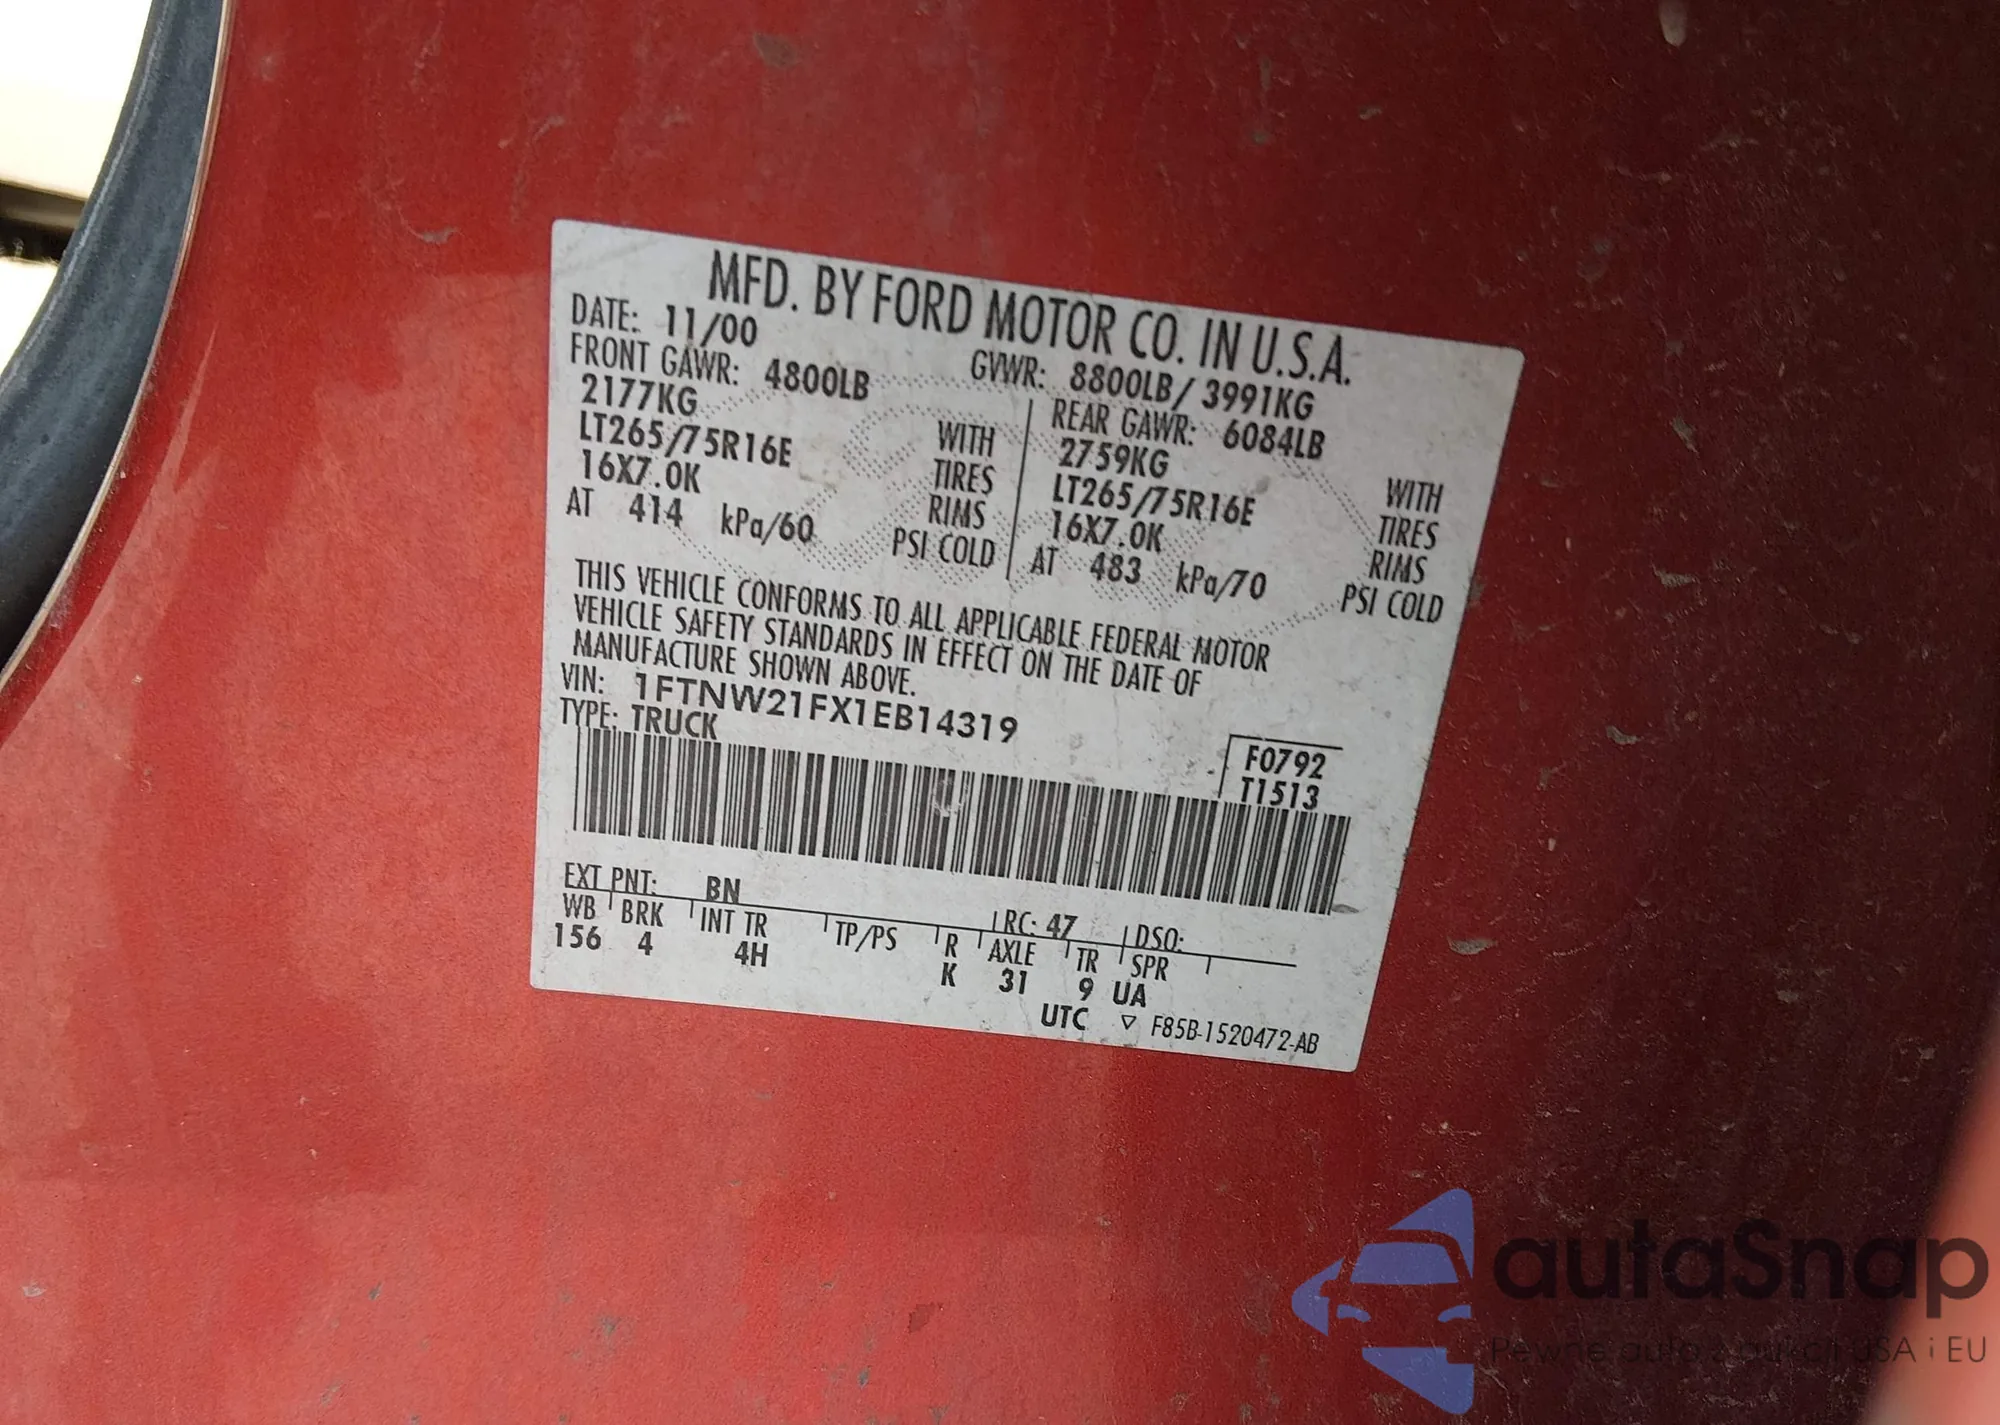 MFD. BY FORD MOTOR CO. IN U.S.A.
DATE: 11/00 GVWR: 8800LB/ 3991KG
FRONT GAWR: 4800LB REAR GAWR: 6084LB
2177KG WITH 2759KG WITH
LT265/75R16E TIRES LT265/75R16E TIRES
16X7.0K RIMS 16X7.0K RIMS
AT 414 kPa/60 PSI COLD AT 483 kPa/70 PSI COLD
THIS VEHICLE CONFORMS TO ALL APPLICABLE FEDERAL MOTOR
VEHICLE SAFETY STANDARDS IN EFFECT ON THE DATE OF
MANUFACTURE SHOWN ABOVE.
VIN: 1FTNW21FX1EB14319
TYPE: TRUCK
F0792
T1513
EXT PNT: BN RC: 47 DSO:
WB BRK INT TR TP/PS R AXLE TR SPR
156 4 4H K 31 9 UA
UTC ▽ F85B-1520472-AB
autaSnap
Pewne auto z aukcji USA i EU